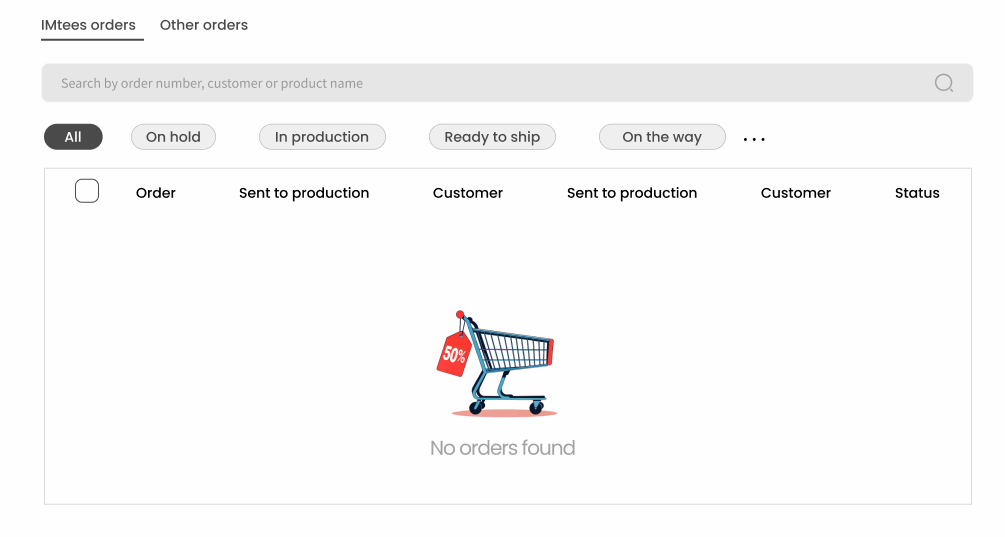 IMtees orders Other orders
Search by order number, customer or product name
All On hold In production Ready to ship On the way ...
Order Sent to production Customer Sent to production Customer Status
50%
No orders found